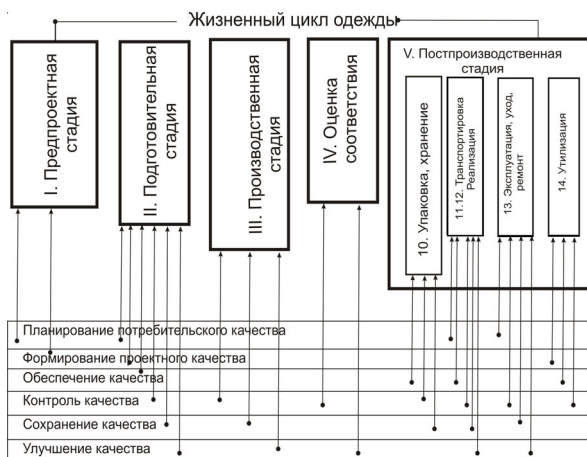 Жизненный цикл одежды
I. Предпроектная
стадия
II. Подготовительная
стадия
III. Производственная
стадия
IV. Оценка
соответствия
V. Постпроизводственная
стадия
10. Упаковка, хранение
11.12. Транспортировка
Реализация
13. Эксплуатация, уход,
ремонт
14. Утилизация
Планирование потребительского качества
Формирование проектного качества
Обеспечение качества
Контроль качества
Сохранение качества
Улучшение качества